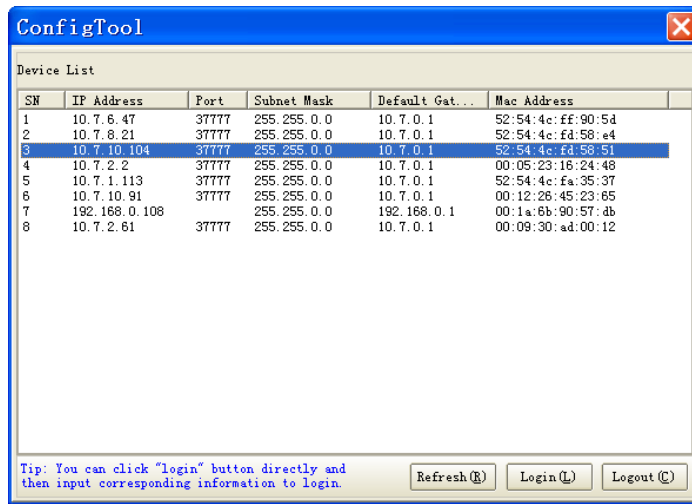 ConfigTool
Device List
SN IP Address Port Subnet Mask Default Gat... Mac Address
1 10.7.6.47 37777 255.255.0.0 10.7.0.1 52:54:4c:ff:90:5d
2 10.7.8.21 37777 255.255.0.0 10.7.0.1 52:54:4c:fd:58:e4
3 10.7.10.104 37777 255.255.0.0 10.7.0.1 52:54:4c:fd:58:51
4 10.7.2.2 37777 255.255.0.0 10.7.0.1 00:05:23:16:24:48
5 10.7.1.113 37777 255.255.0.0 10.7.0.1 52:54:4c:fa:35:37
6 10.7.10.91 37777 255.255.0.0 10.7.0.1 00:12:26:45:23:65
7 192.168.0.108 255.255.0.0 192.168.0.1 00:1a:6b:90:57:db
8 10.7.2.61 37777 255.255.0.0 10.7.0.1 00:09:30:ad:00:12
Tip: You can click "login" button directly and
then input corresponding information to login.
Refresh(R) Login(L) Logout(C)